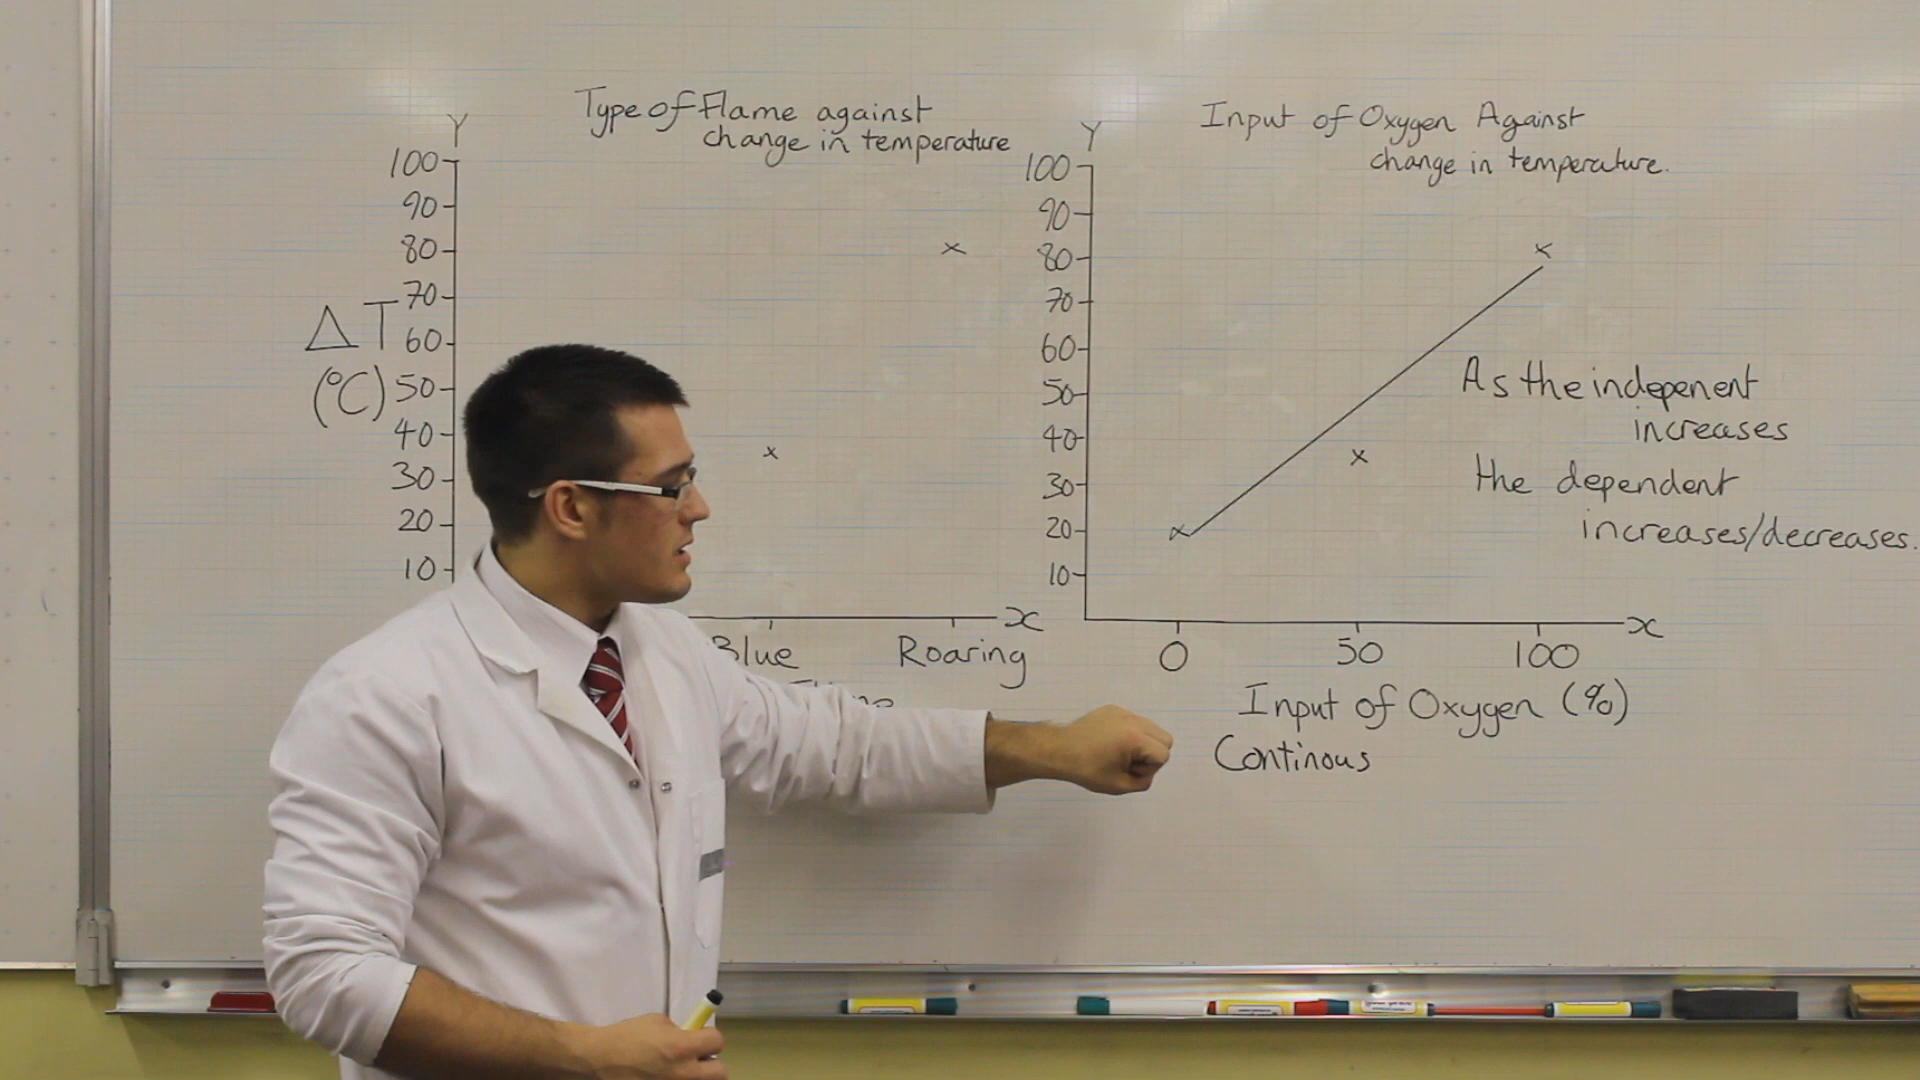 Type of Flame against
change in temperature
Y
100
90
80
70
60
50
40
30
20
10
ΔT
(°C)
x
Blue
Roaring
Input of Oxygen Against
change in temperature.
Y
100
90
80
70
60
50
40
30
20
10
x
0
50
100
Input of Oxygen (%)
Continous
As the indepenent
increases
the dependent
increases/decreases.